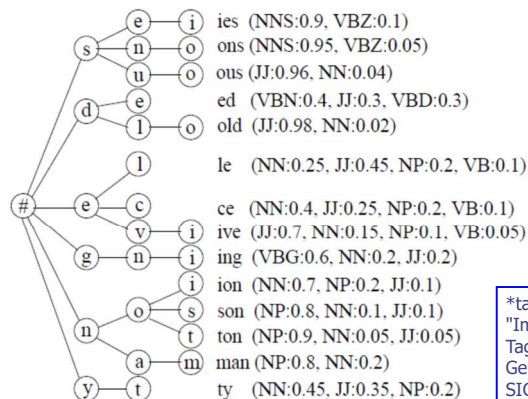 e i ies (NNS:0.9, VBZ:0.1)
s n o ons (NNS:0.95, VBZ:0.05)
u o ous (JJ:0.96, NN:0.04)
d e ed (VBN:0.4, JJ:0.3, VBD:0.3)
l o old (JJ:0.98, NN:0.02)
l le (NN:0.25, JJ:0.45, NP:0.2, VB:0.1)
# e c ce (NN:0.4, JJ:0.25, NP:0.2, VB:0.1)
v i ive (JJ:0.7, NN:0.15, NP:0.1, VB:0.05)
g n i ing (VBG:0.6, NN:0.2, JJ:0.2)
i ion (NN:0.7, NP:0.2, JJ:0.1)
n o s son (NP:0.8, NN:0.1, JJ:0.1)
t ton (NP:0.9, NN:0.05, JJ:0.05)
a m man (NP:0.8, NN:0.2)
y t ty (NN:0.45, JJ:0.35, NP:0.2)
*ta
"Im
Tag
Ge
SIG